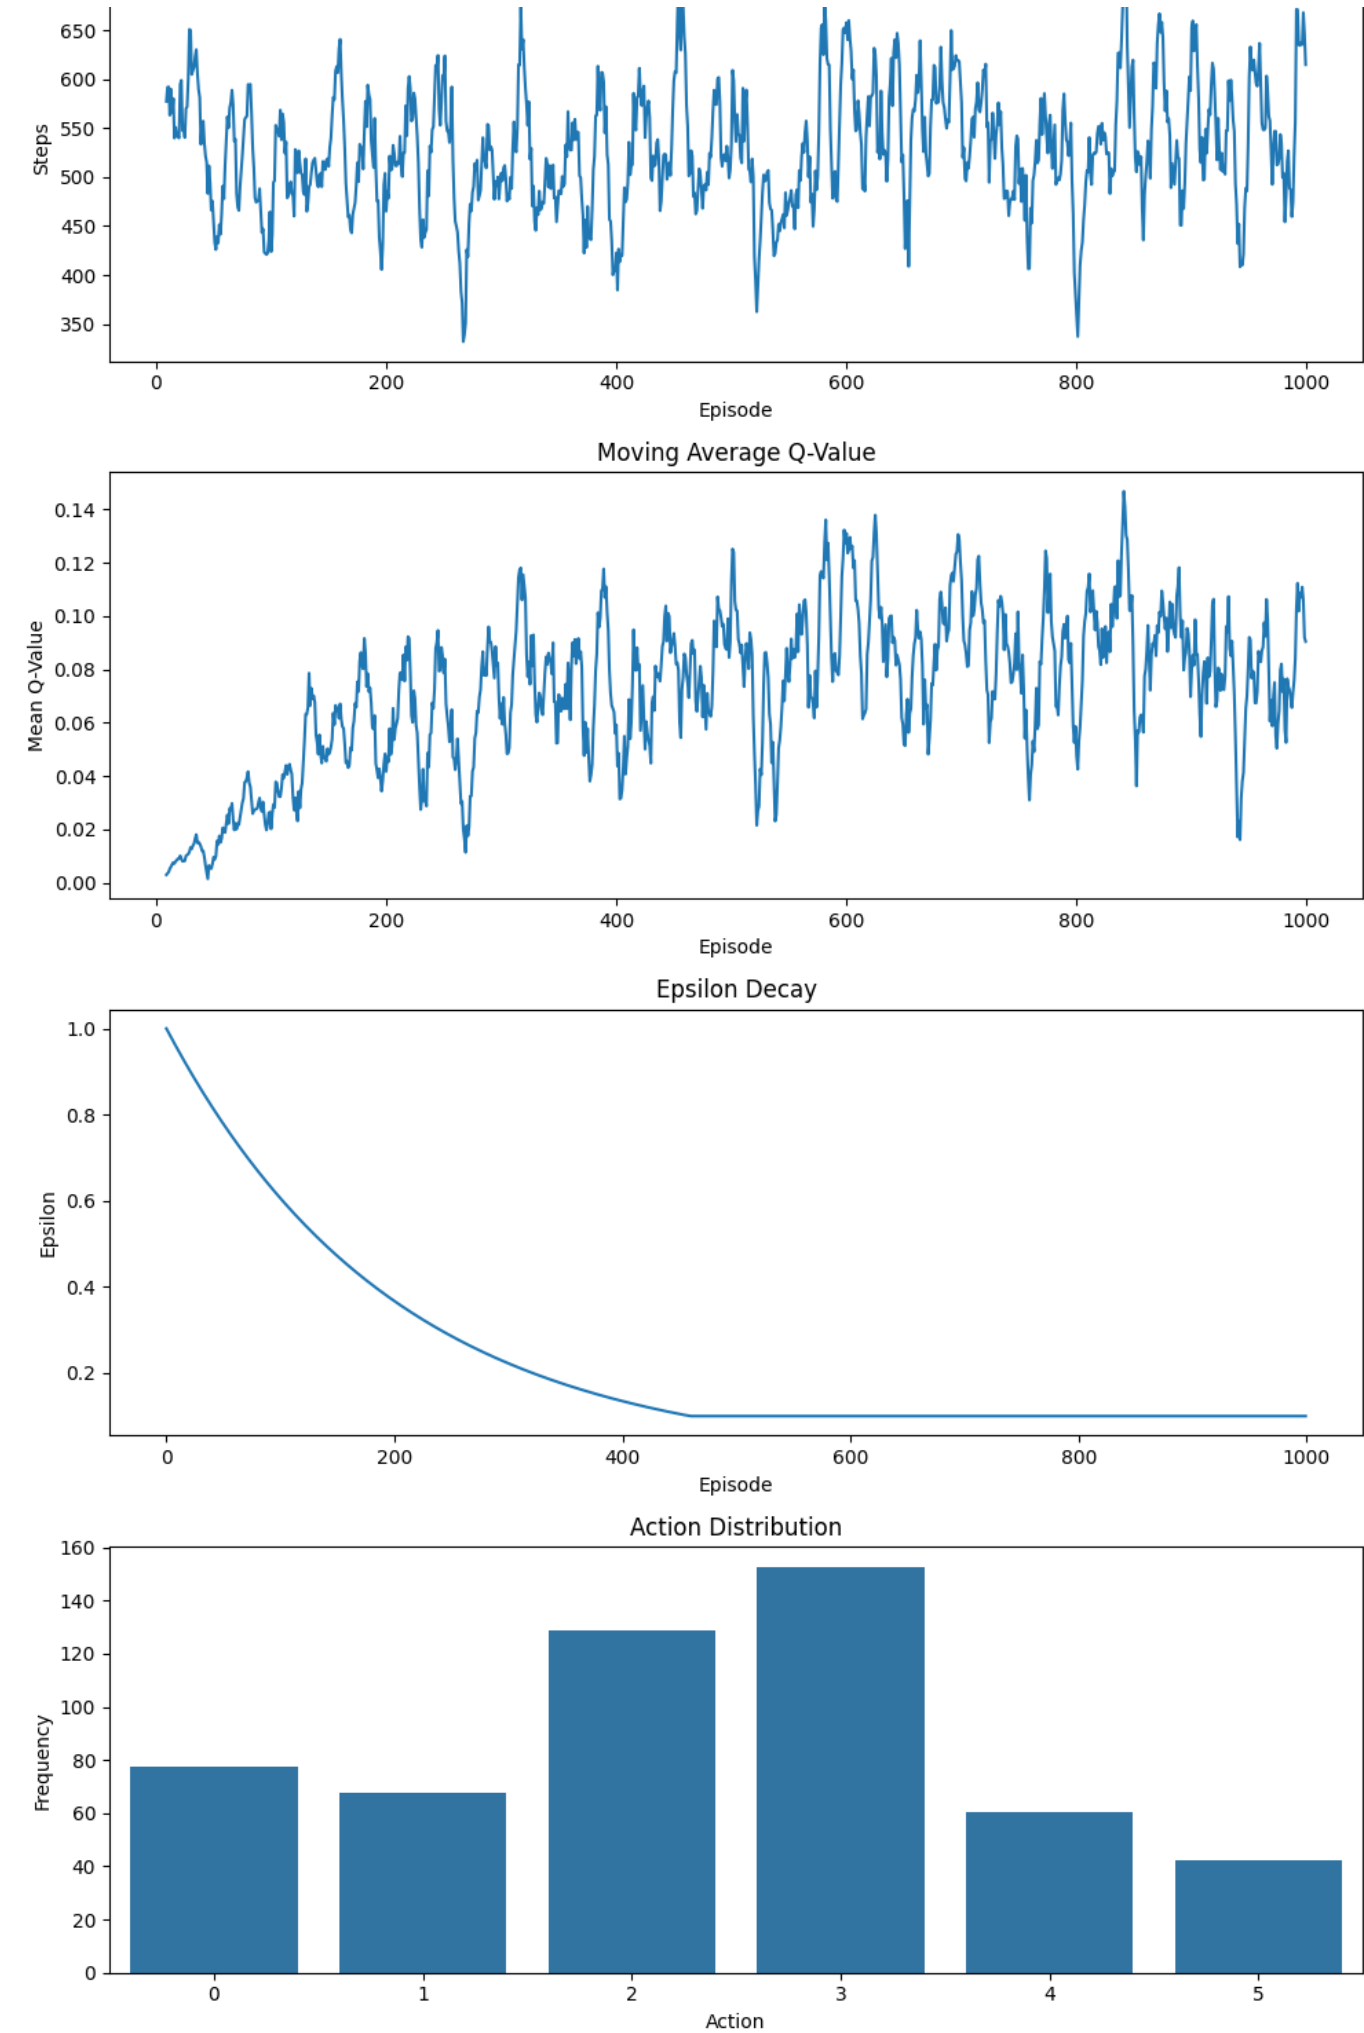 650
600
550
500
450
400
350
Steps
0 200 400 600 800 1000
Episode
Moving Average Q-Value
0.14
0.12
0.10
0.08
0.06
0.04
0.02
0.00
Mean Q-Value
0 200 400 600 800 1000
Episode
Epsilon Decay
1.0
0.8
0.6
0.4
0.2
Epsilon
0 200 400 600 800 1000
Episode
Action Distribution
160
140
120
100
80
60
40
20
0
Frequency
0 1 2 3 4 5
Action